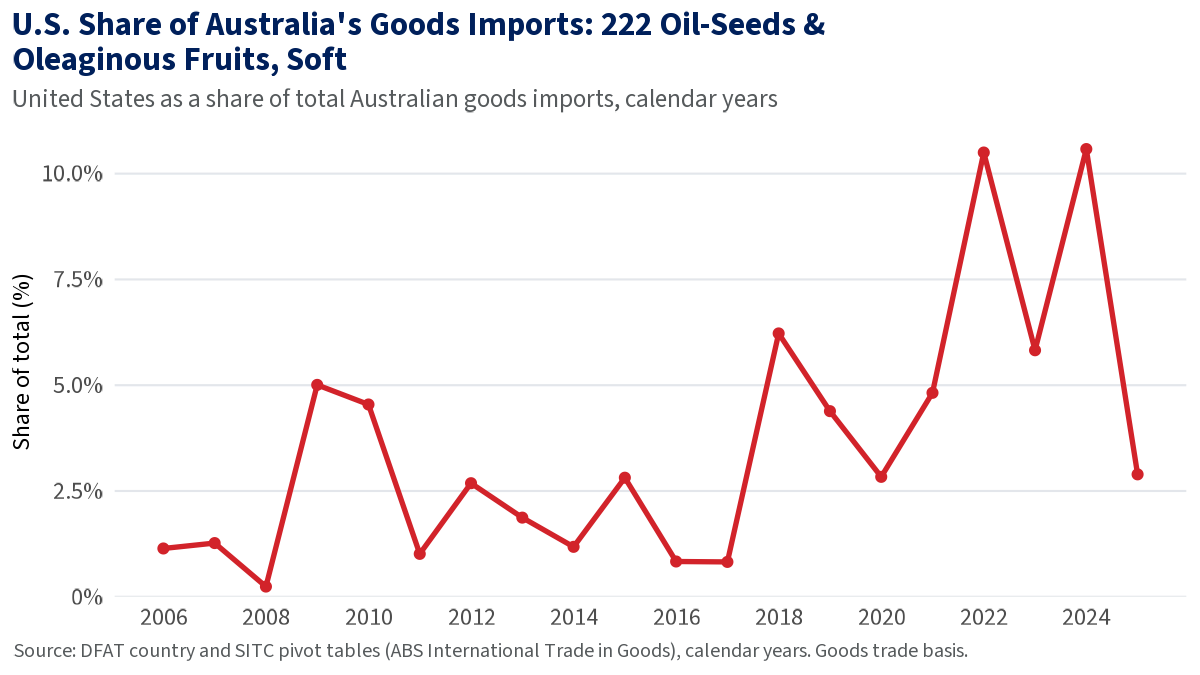 U.S. Share of Australia's Goods Imports: 222 Oil-Seeds &
Oleaginous Fruits, Soft
United States as a share of total Australian goods imports, calendar years
Share of total (%)
10.0%
7.5%
5.0%
2.5%
0%
2006 2008 2010 2012 2014 2016 2018 2020 2022 2024
Source: DFAT country and SITC pivot tables (ABS International Trade in Goods), calendar years. Goods trade basis.